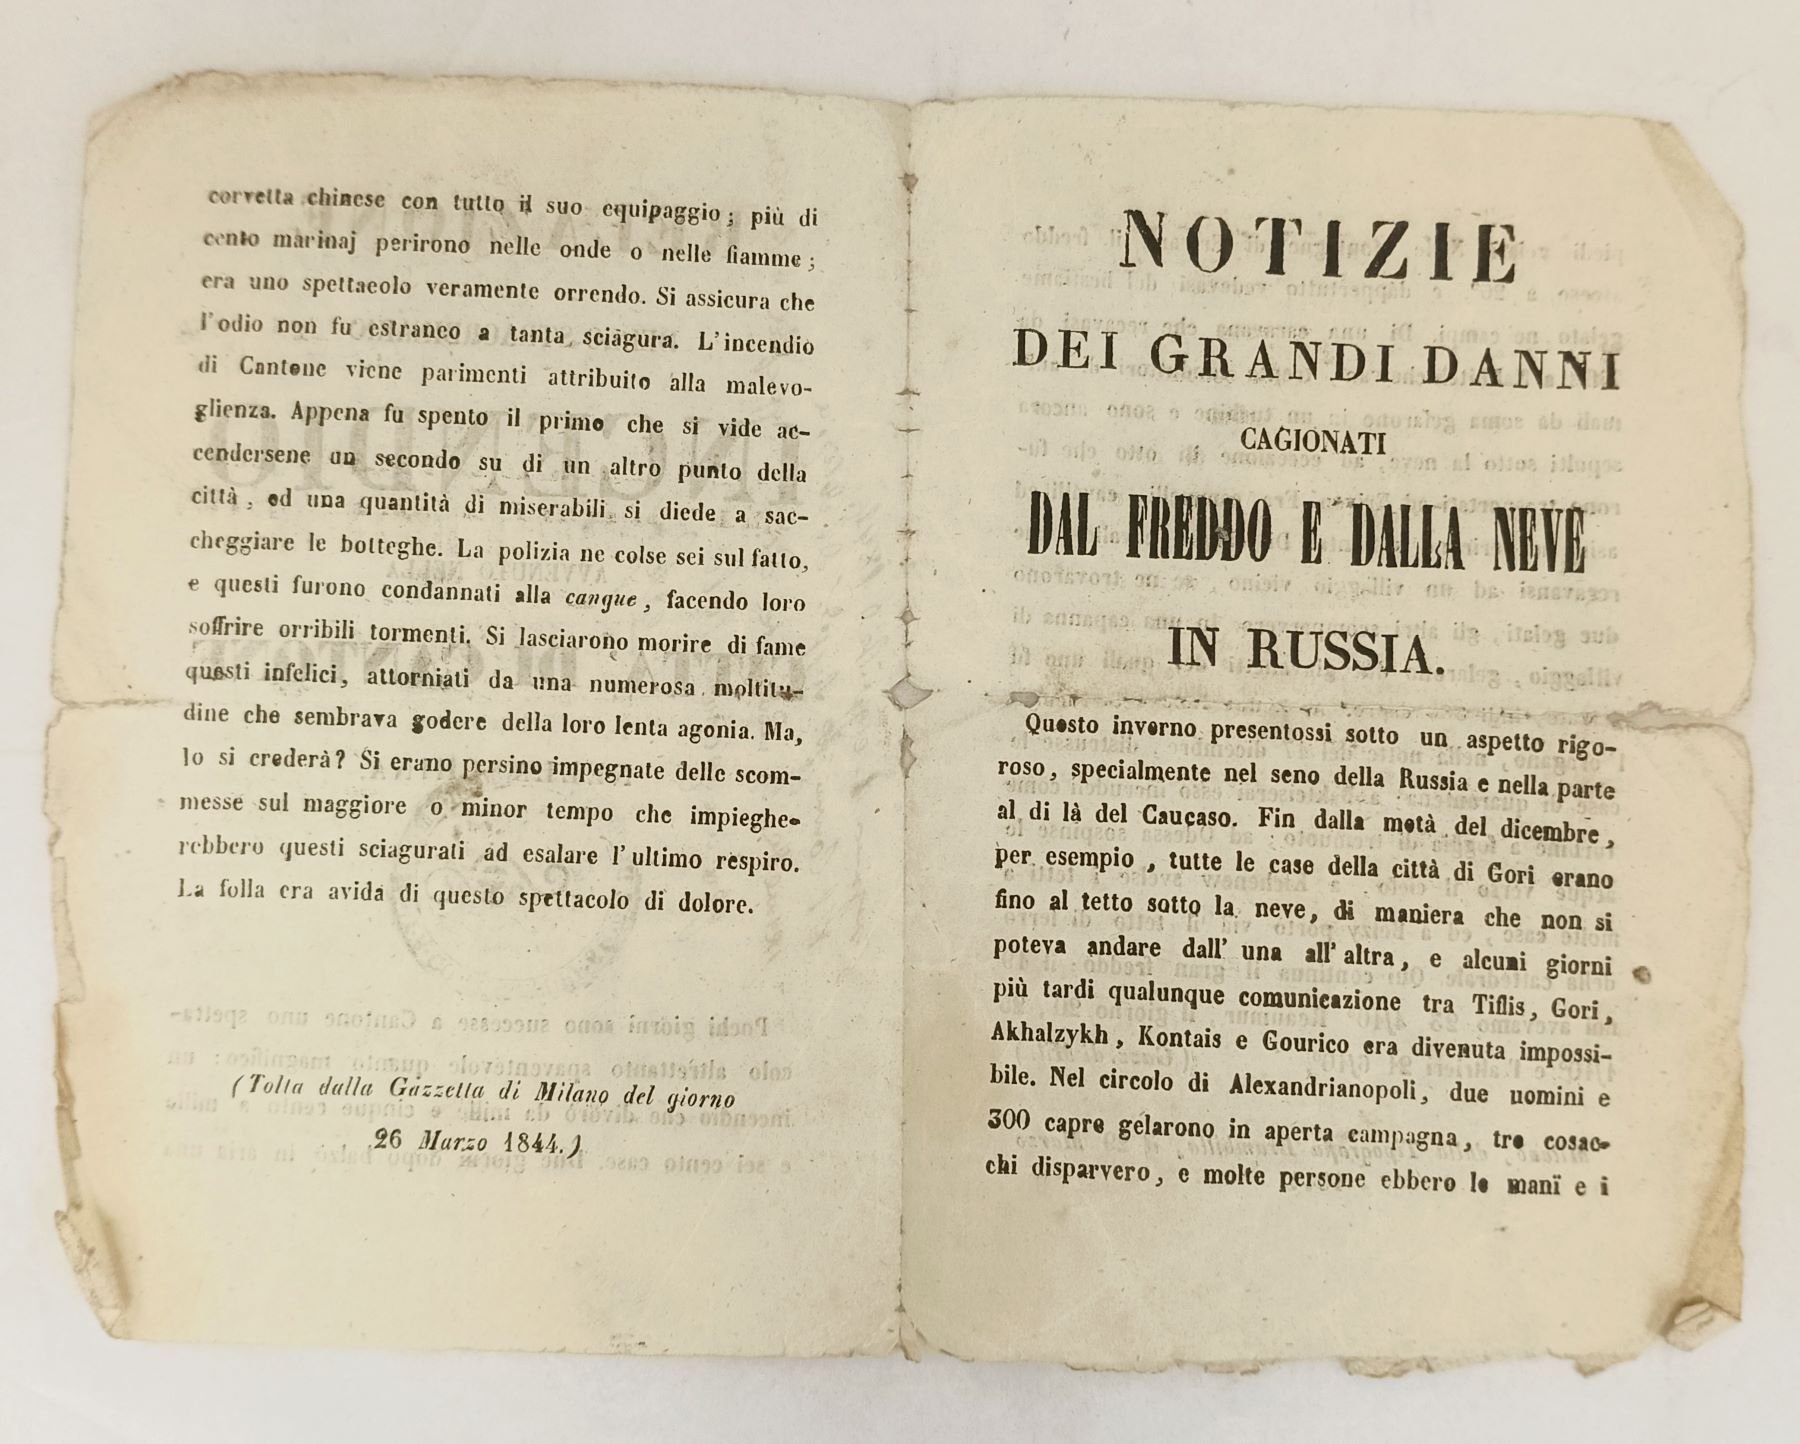 corvetta chinese con tutto il suo equipaggio; più di
cento marinaj perirono nelle onde o nelle fiamme;
era uno spettacolo veramente orrendo. Si assicura che
l'odio non fu estraneo a tanta sciagura. L'incendio
di Cantone viene parimenti attribuito alla malevo-
glienza. Appena fu spento il primo che si vide ac-
cendersene un secondo su di un altro punto della
città, ed una quantità di miserabili si diede a sac-
cheggiare le botteghe. La polizia ne colse sei sul fatto,
e questi furono condannati alla cangue, facendo loro
soffrire orribili tormenti. Si lasciarono morire di fame
questi infelici, attorniati da una numerosa moltitu-
dine che sembrava godere della loro lenta agonia. Ma,
lo si crederà? Si erano persino impegnate delle scom-
messe sul maggiore o minor tempo che impieghe-
rebbero questi sciagurati ad esalare l'ultimo respiro.
La folla era avida di questo spettacolo di dolore.
(Tolta dalla Gazzetta di Milano del giorno
26 Marzo 1844.)
NOTIZIE
DEI GRANDI DANNI
CAGIONATI
DAL FREDDO E DALLA NEVE
IN RUSSIA.
Questo inverno presentossi sotto un aspetto rigo-
roso, specialmente nel seno della Russia e nella parte
al di là del Caucaso. Fin dalla metà del dicembre,
per esempio, tutte le case della città di Gori erano
fino al tetto sotto la neve, di maniera che non si
poteva andare dall' una all' altra, e alcuni giorni
più tardi qualunque comunicazione tra Tiflis, Gori,
Akhalzykh, Kontais e Gourico era divenuta impossi-
bile. Nel circolo di Alexandrianopoli, due uomini e
300 capre gelarono in aperta campagna, tre cosac-
chi disparvero, e molte persone ebbero le manï e i